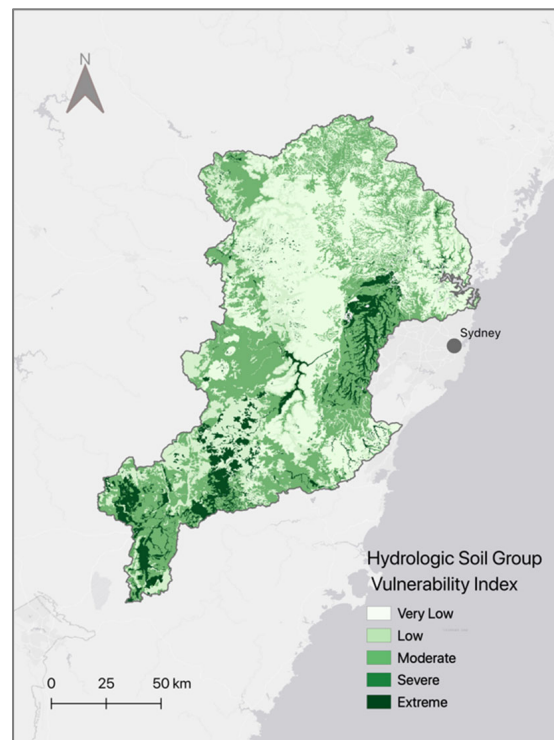 N
Sydney
Hydrologic Soil Group
Vulnerability Index
Very Low
Low
Moderate
Severe
Extreme
0 25 50 km